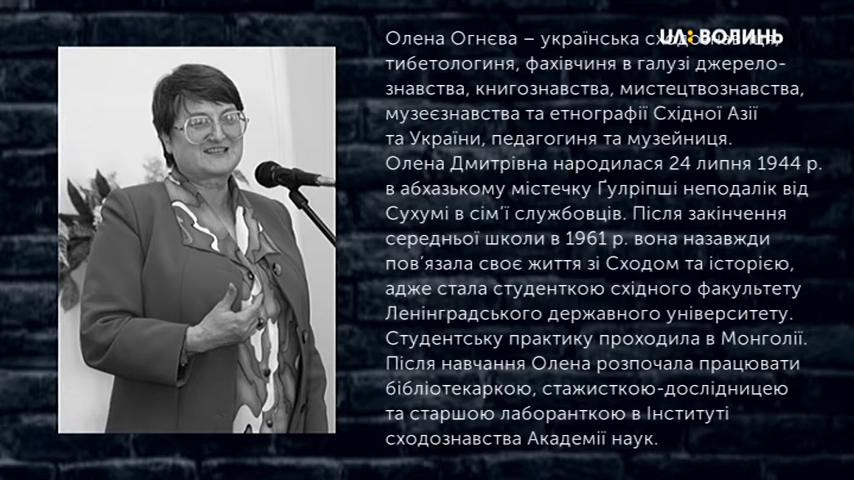 UA: ВОЛИНЬ
Олена Огнєва – українська
тибетологиня, фахівчиня в галузі джерело-
знавства, книгознавства, мистецтвознавства,
музеєзнавства та етнографії Східної Азії
та України, педагогиня та музейниця.
Олена Дмитрівна народилася 24 липня 1944 р.
в абхазькому містечку Ґулріпші неподалік від
Сухумі в сім’ї службовців. Після закінчення
середньої школи в 1961 р. вона назавжди
пов’язала своє життя зі Сходом та історією,
адже стала студенткою східного факультету
Ленінградського державного університету.
Студентську практику проходила в Монголії.
Після навчання Олена розпочала працювати
бібліотекаркою, стажисткою-дослідницею
та старшою лаборанткою в Інституті
сходознавства Академії наук.